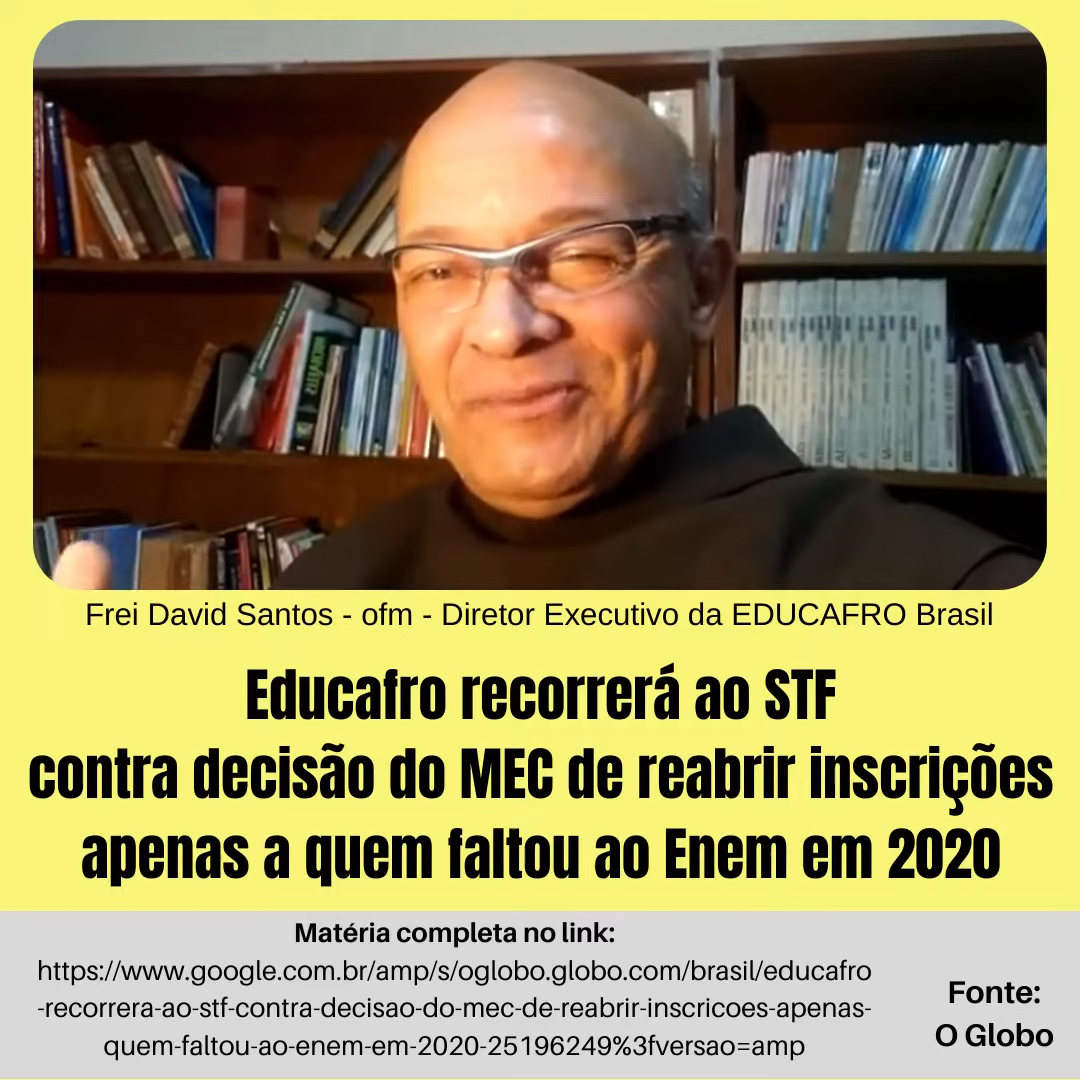 Frei David Santos - ofm - Diretor Executivo da EDUCAFRO Brasil
Educafro recorrerá ao STF
contra decisão do MEC de reabrir inscrições
apenas a quem faltou ao Enem em 2020
Matéria completa no link:
https://www.google.com.br/amp/s/oglobo.globo.com/brasil/educafro
-recorrera-ao-stf-contra-decisao-do-mec-de-reabrir-inscricoes-apenas-
quem-faltou-ao-enem-em-2020-25196249%3fversao=amp
Fonte:
O Globo